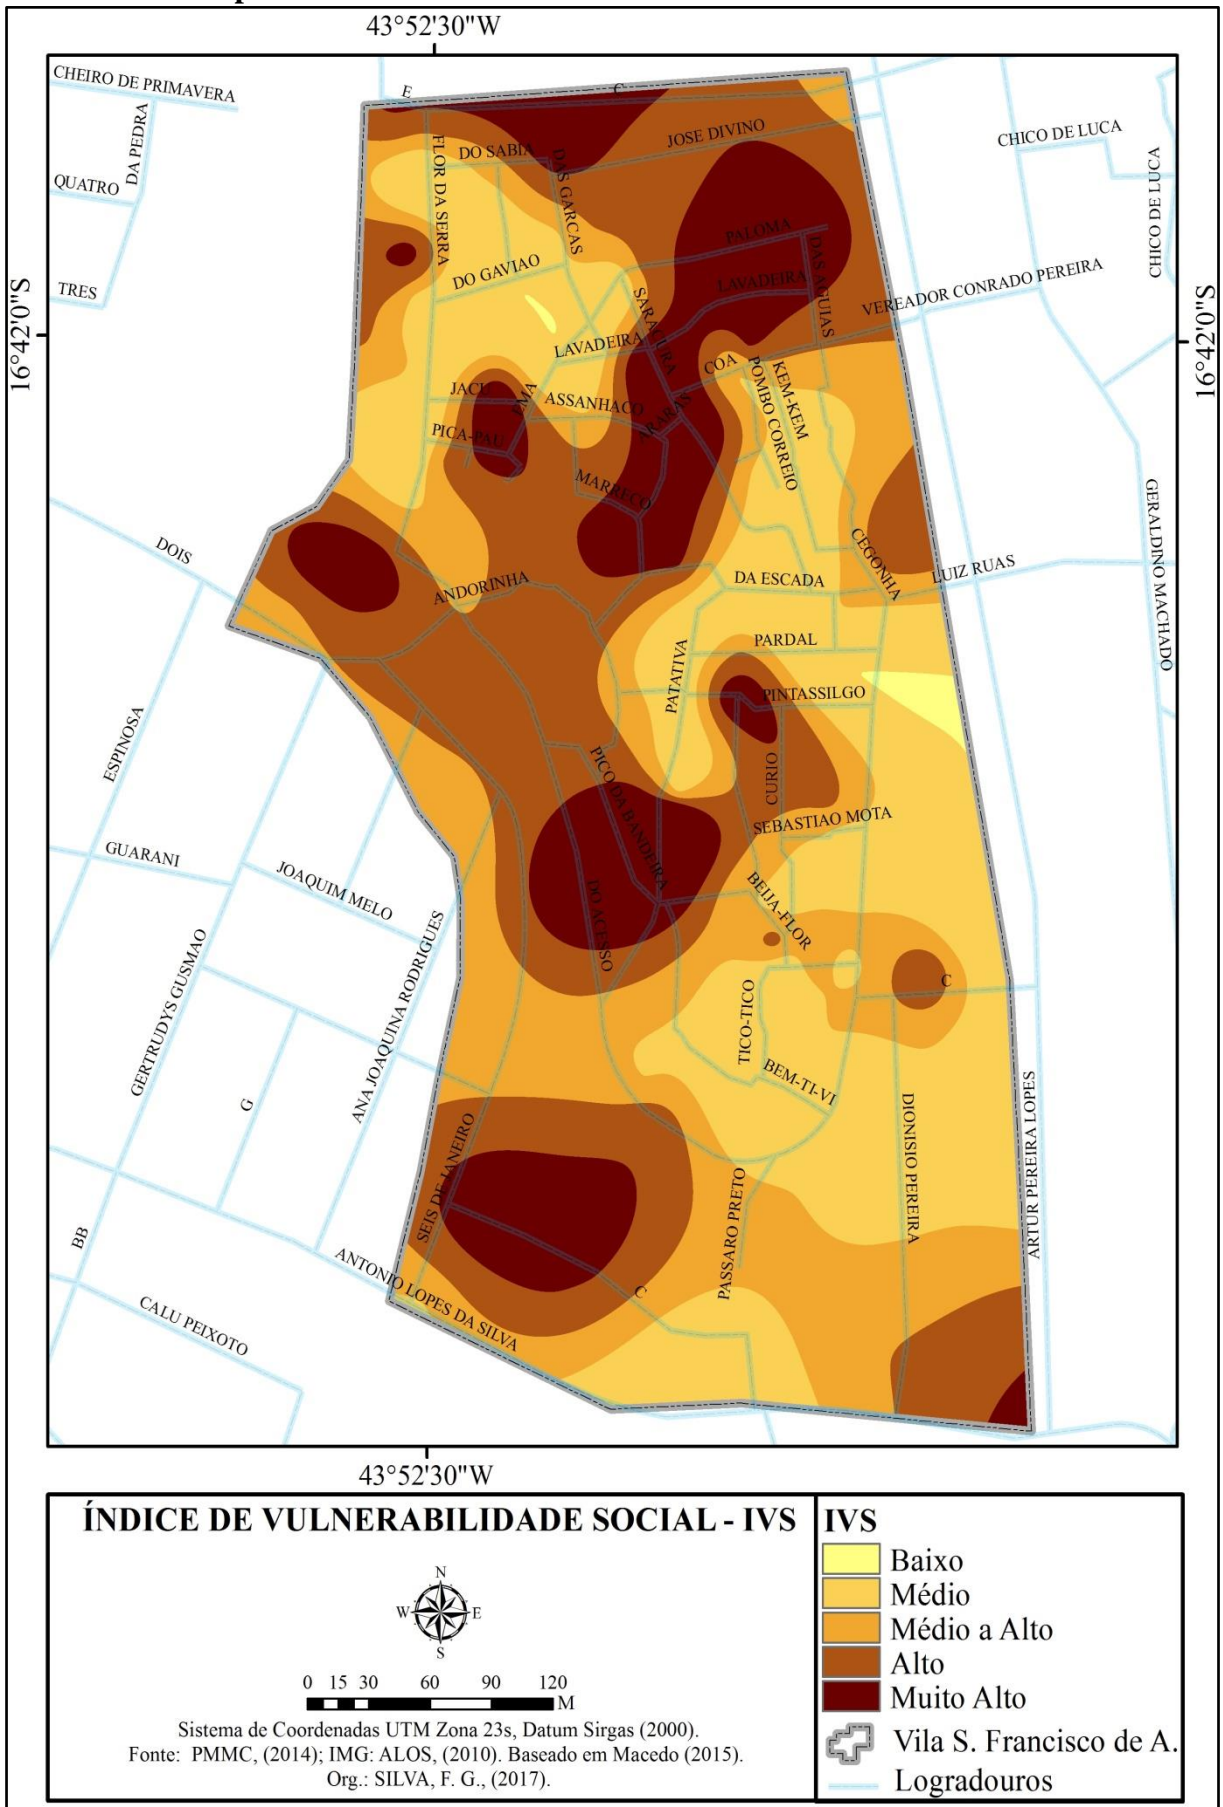 43°52'30"W
CHEIRO DE PRIMAVERA
DA PEDRA
QUATRO
TRES
16°42'0"S
E
C
FLOR DA SERRA
DO SABIA
DAS GARCAS
JOSE DIVINO
CHICO DE LUCA
CHICO DE LUCA
PALOMA
DO GAVIAO
LAVADEIRA
DAS AGUIAS
VEREADOR CONRADO PEREIRA
16°42'0"S
SARACURA
LAVADEIRA
COA
KEM-KEM
POMBO CORREIO
JACU
EMA
ASSANHACO
ARARAS
PICA-PAU
MARRECO
DOIS
ANDORINHA
DA ESCADA
CEGONHA
LUIZ RUAS
GERALDINO MACHADO
PARDAL
PATATIVA
PINTASSILGO
ESPINOSA
PICO DA BANDEIRA
CURIO
SEBASTIAO MOTA
GUARANI
JOAQUIM MELO
BEIJA-FLOR
DO ACESSO
GERTRUDYS GUSMAO
ANA JOAQUINA RODRIGUES
C
TICO-TICO
BEM-TI-VI
G
DIONISIO PEREIRA
ARTUR PEREIRA LOPES
SEIS DE JANEIRO
PASSARO PRETO
BB
ANTONIO LOPES DA SILVA
C
CALU PEIXOTO
43°52'30"W
ÍNDICE DE VULNERABILIDADE SOCIAL - IVS
N
W E
S
0 15 30 60 90 120
M
Sistema de Coordenadas UTM Zona 23s, Datum Sirgas (2000).
Fonte: PMMC, (2014); IMG: ALOS, (2010). Baseado em Macedo (2015).
Org.: SILVA, F. G., (2017).
IVS
Baixo
Médio
Médio a Alto
Alto
Muito Alto
Vila S. Francisco de A.
Logradouros